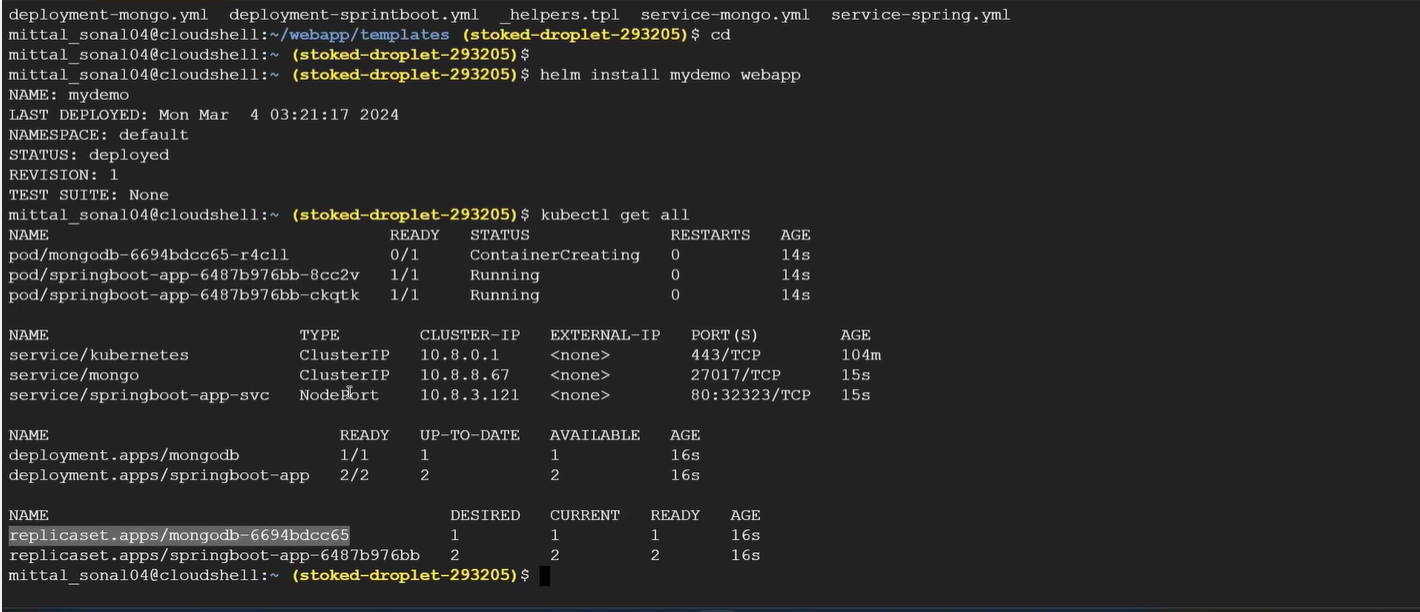 deployment-mongo.yml  deployment-sprintboot.yml  _helpers.tpl  service-mongo.yml  service-spring.yml
mittal_sonal04@cloudshell:~/webapp/templates (stoked-droplet-293205)$ cd
mittal_sonal04@cloudshell:~ (stoked-droplet-293205)$
mittal_sonal04@cloudshell:~ (stoked-droplet-293205)$ helm install mydemo webapp
NAME: mydemo
LAST DEPLOYED: Mon Mar  4 03:21:17 2024
NAMESPACE: default
STATUS: deployed
REVISION: 1
TEST SUITE: None
mittal_sonal04@cloudshell:~ (stoked-droplet-293205)$ kubectl get all
NAME                                  READY   STATUS              RESTARTS   AGE
pod/mongodb-6694bdcc65-r4cll          0/1     ContainerCreating   0          14s
pod/springboot-app-6487b976bb-8cc2v   1/1     Running             0          14s
pod/springboot-app-6487b976bb-ckqtk   1/1     Running             0          14s
NAME                         TYPE        CLUSTER-IP   EXTERNAL-IP   PORT(S)        AGE
service/kubernetes           ClusterIP   10.8.0.1     <none>        443/TCP        104m
service/mongo                ClusterIP   10.8.8.67    <none>        27017/TCP      15s
service/springboot-app-svc   NodePort    10.8.3.121   <none>        80:32323/TCP   15s
NAME                             READY   UP-TO-DATE   AVAILABLE   AGE
deployment.apps/mongodb          1/1     1            1           16s
deployment.apps/springboot-app   2/2     2            2           16s
NAME                                        DESIRED   CURRENT   READY   AGE
replicaset.apps/mongodb-6694bdcc65          1         1         1       16s
replicaset.apps/springboot-app-6487b976bb   2         2         2       16s
mittal_sonal04@cloudshell:~ (stoked-droplet-293205)$